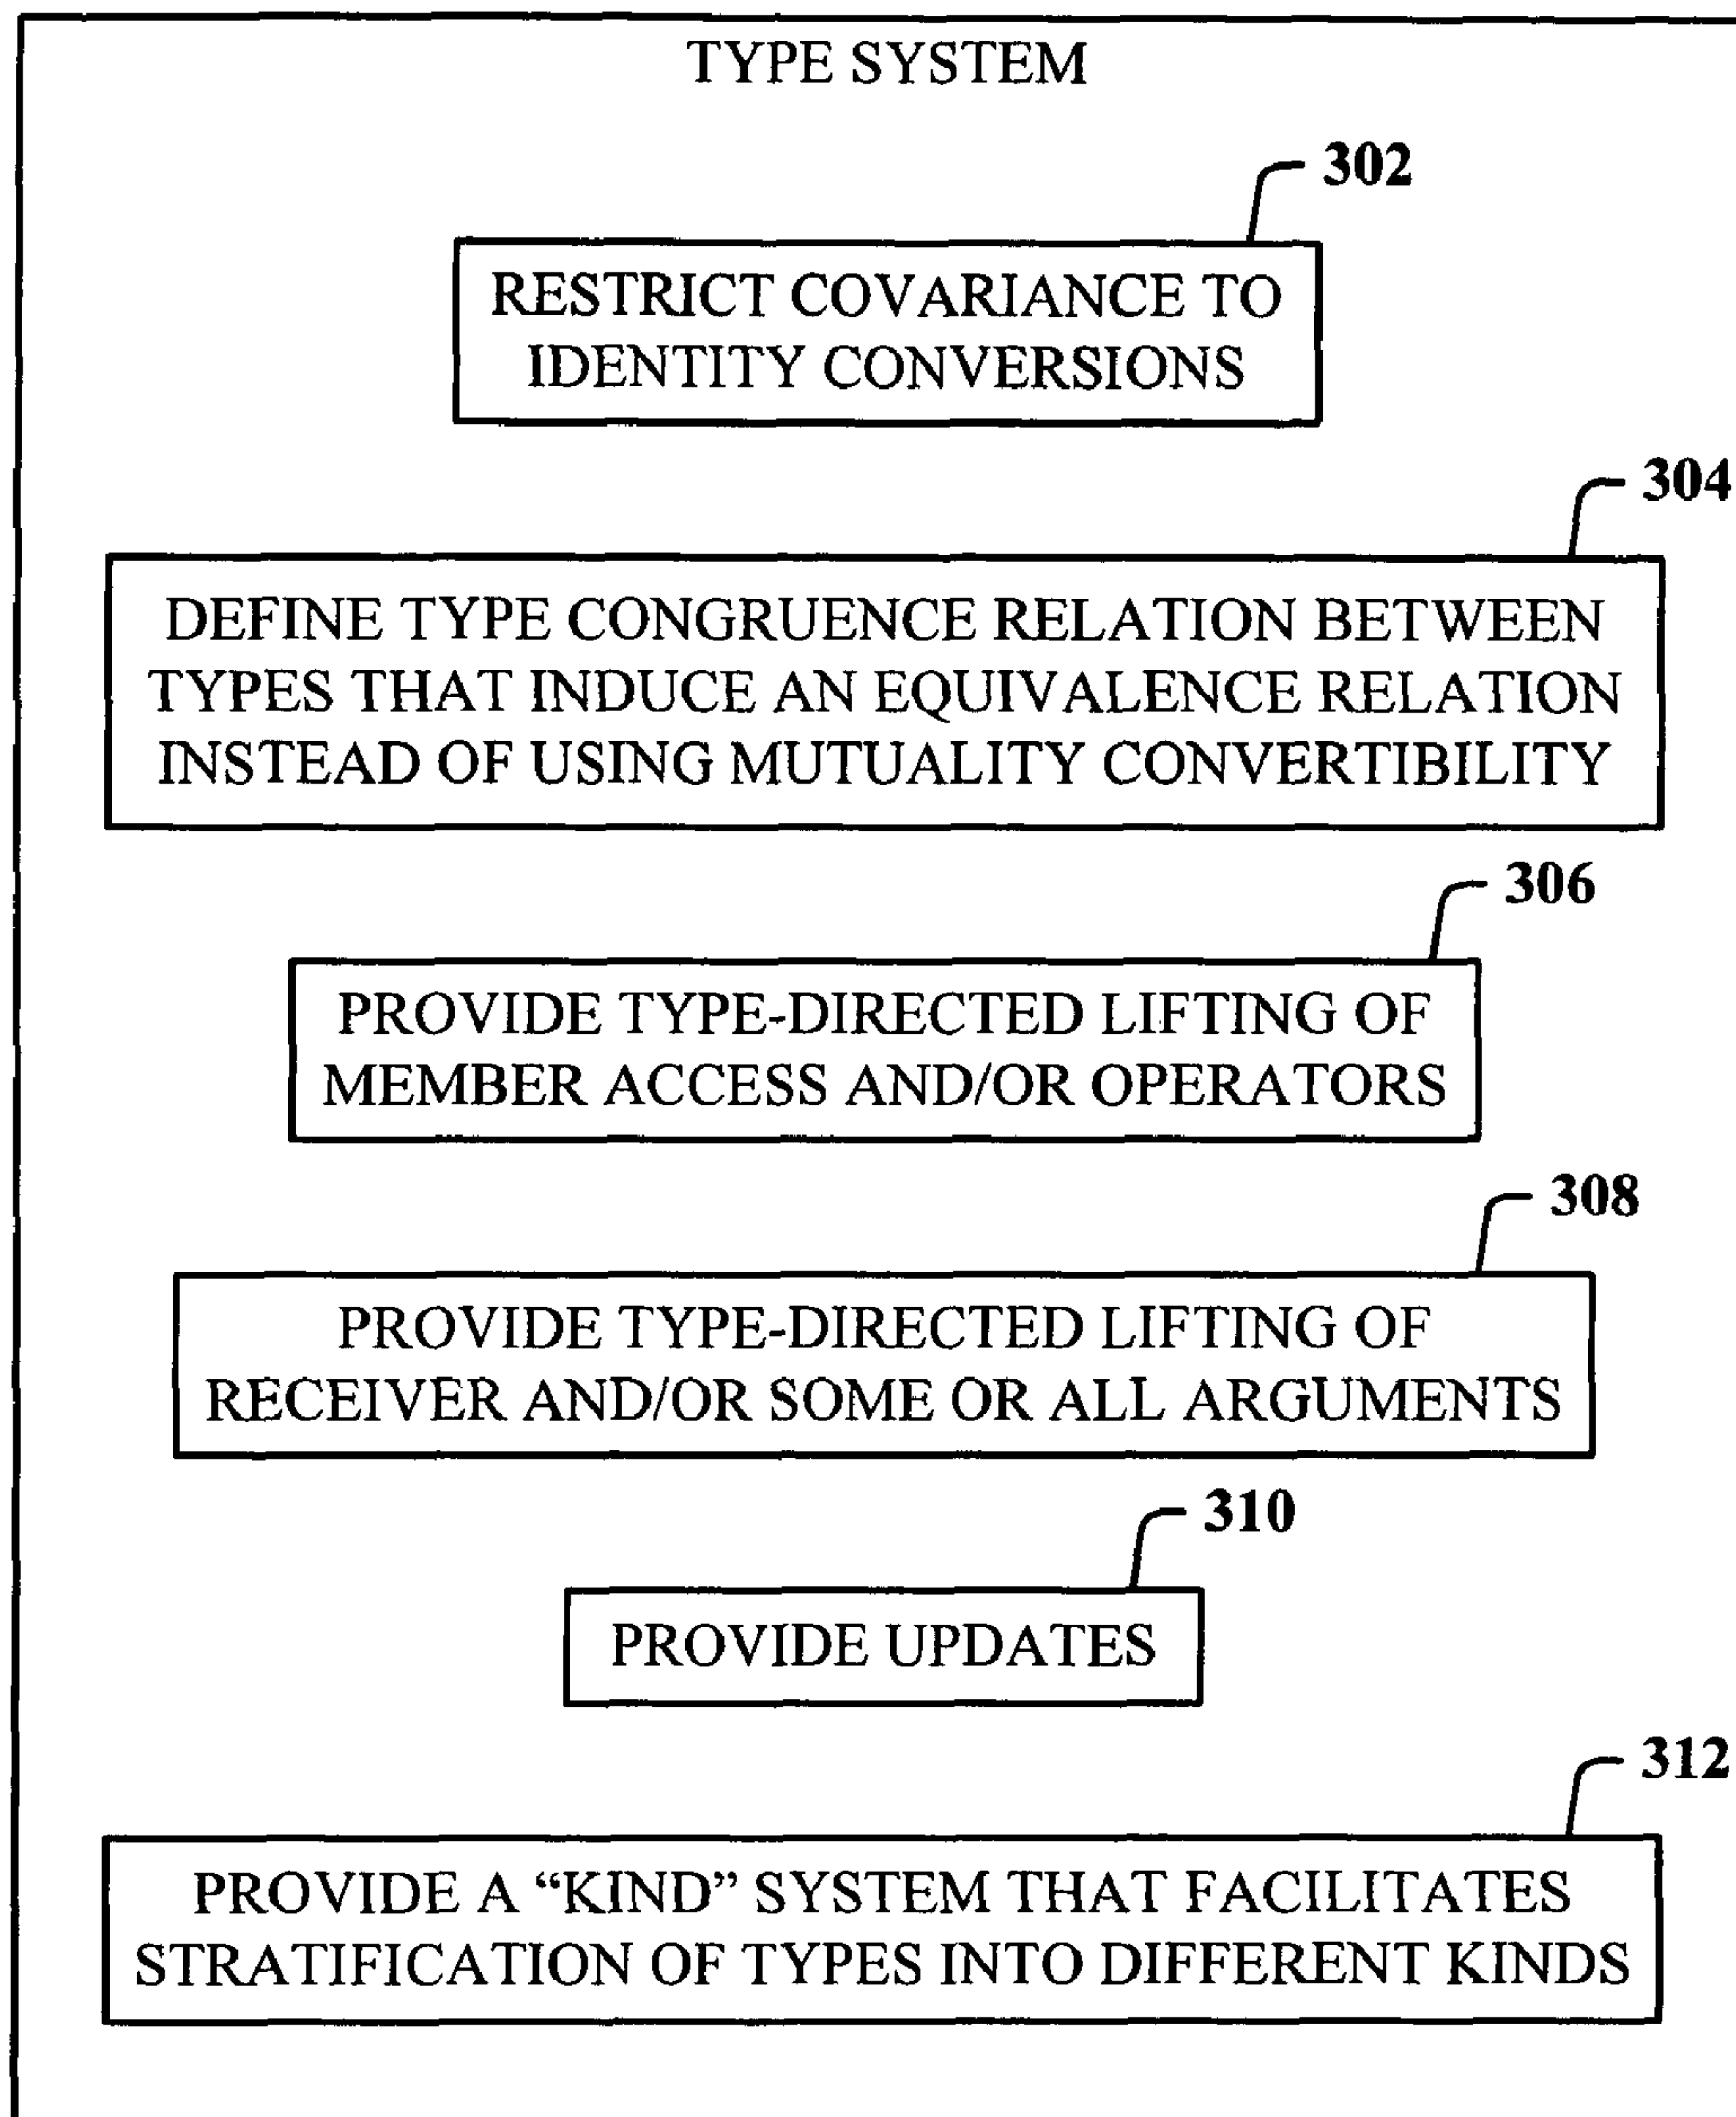 TYPE SYSTEM
302
RESTRICT COVARIANCE TO
IDENTITY CONVERSIONS
304
DEFINE TYPE CONGRUENCE RELATION BETWEEN
TYPES THAT INDUCE AN EQUIVALENCE RELATION
INSTEAD OF USING MUTUALITY CONVERTIBILITY
306
PROVIDE TYPE-DIRECTED LIFTING OF
MEMBER ACCESS AND/OR OPERATORS
308
PROVIDE TYPE-DIRECTED LIFTING OF
RECEIVER AND/OR SOME OR ALL ARGUMENTS
310
PROVIDE UPDATES
312
PROVIDE A “KIND” SYSTEM THAT FACILITATES
STRATIFICATION OF TYPES INTO DIFFERENT KINDS